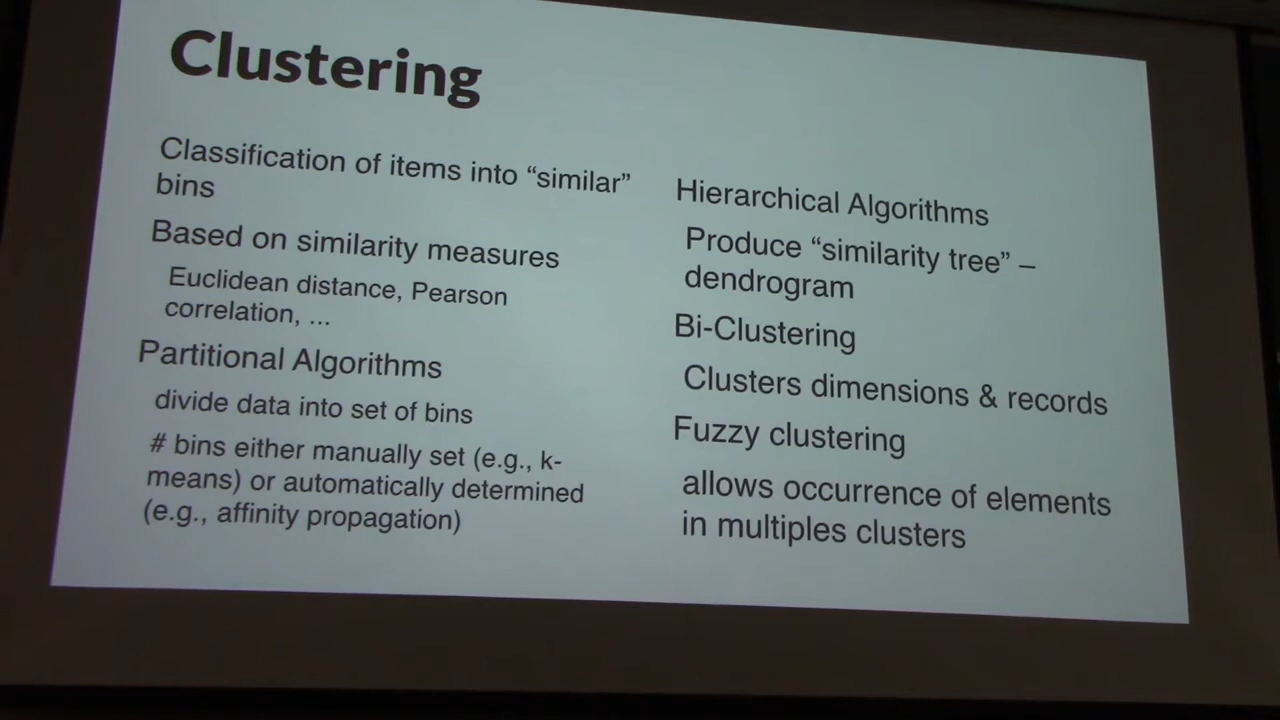 Clustering
Classification of items into “similar”
bins
Based on similarity measures
Euclidean distance, Pearson
correlation, ...
Partitional Algorithms
divide data into set of bins
# bins either manually set (e.g., k-
means) or automatically determined
(e.g., affinity propagation)
Hierarchical Algorithms
Produce “similarity tree” –
dendrogram
Bi-Clustering
Clusters dimensions & records
Fuzzy clustering
allows occurrence of elements
in multiples clusters